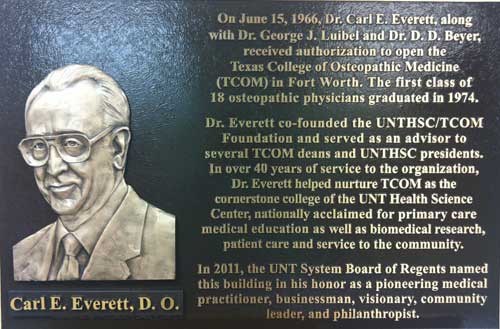 On June 15, 1966, Dr. Carl E. Everett, along
with Dr. George J. Luibel and Dr. D. D. Beyer,
received authorization to open the
Texas College of Osteopathic Medicine
(TCOM) in Fort Worth. The first class of
18 osteopathic physicians graduated in 1974.
Dr. Everett co-founded the UNTHSC/TCOM
Foundation and served as an advisor to
several TCOM deans and UNTHSC presidents.
In over 40 years of service to the organization,
Dr. Everett helped nurture TCOM as the
cornerstone college of the UNT Health Science
Center, nationally acclaimed for primary care
medical education as well as biomedical research,
patient care and service to the community.
In 2011, the UNT System Board of Regents named
this building in his honor as a pioneering medical
practitioner, businessman, visionary, community
leader, and philanthropist.
Carl E. Everett, D. O.